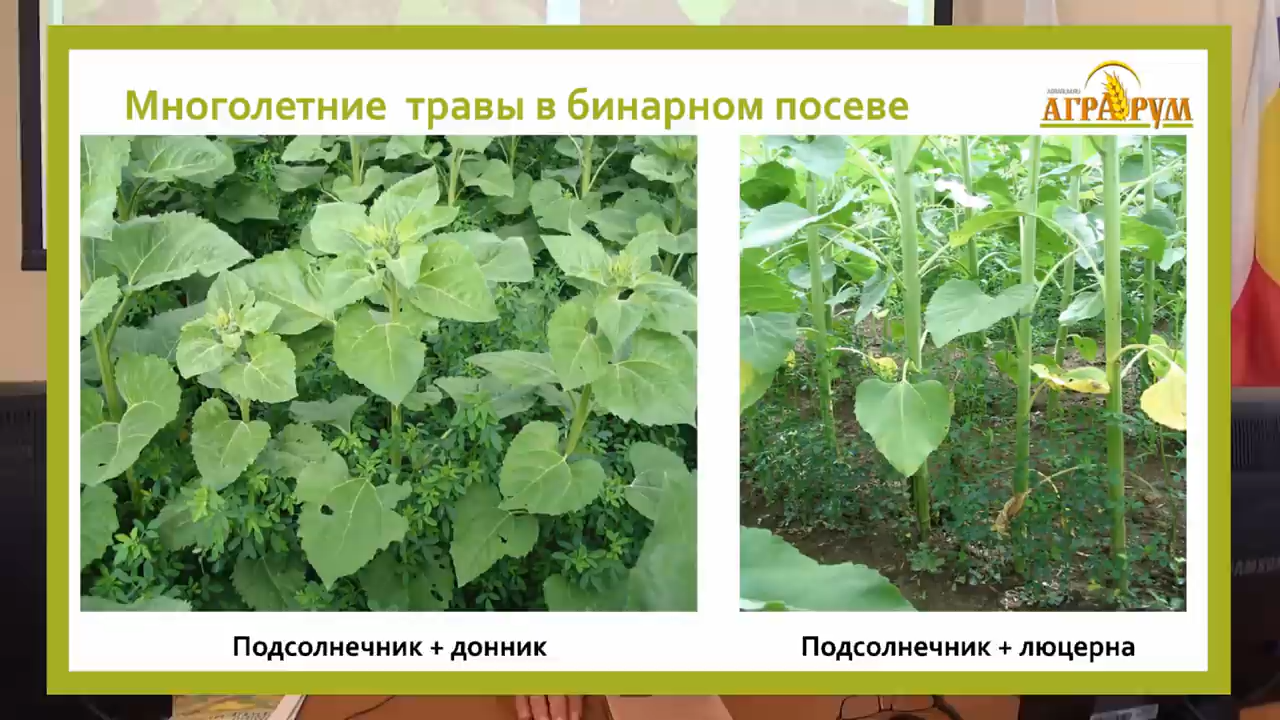 Многолетние травы в бинарном посеве
АГРАРУМ
Подсолнечник + донник
Подсолнечник + люцерна